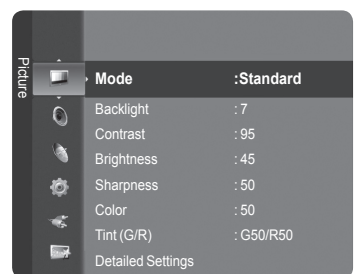 Picture
Mode :Standard
Backlight : 7
Contrast : 95
Brightness : 45
Sharpness : 50
Color : 50
Tint (G/R) : G50/R50
Detailed Settings